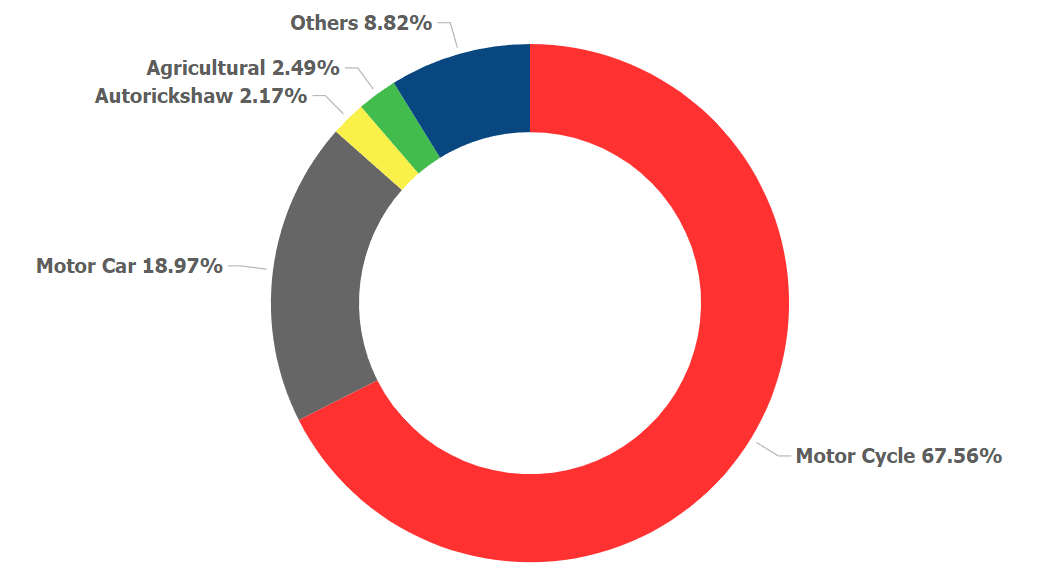 Others 8.82%
Agricultural 2.49%
Autorickshaw 2.17%
Motor Car 18.97%
Motor Cycle 67.56%